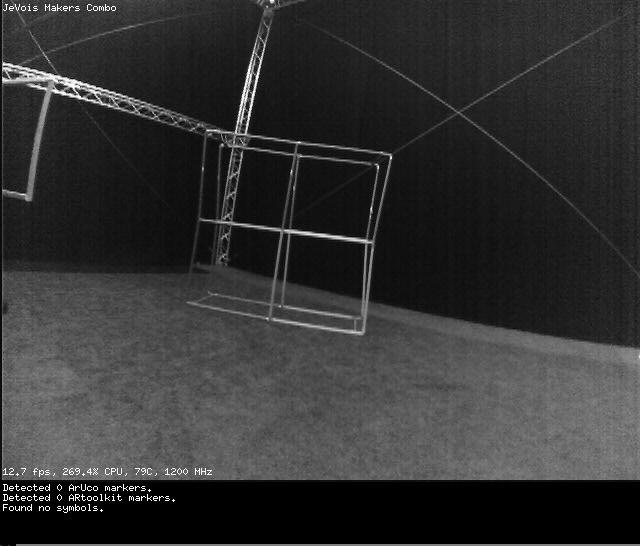 JeVois Makers Combo
12.7 fps, 269.4% CPU, 79C, 1200 MHz
Detected 0 ArUco markers.
Detected 0 ARtoolkit markers.
Found no symbols.